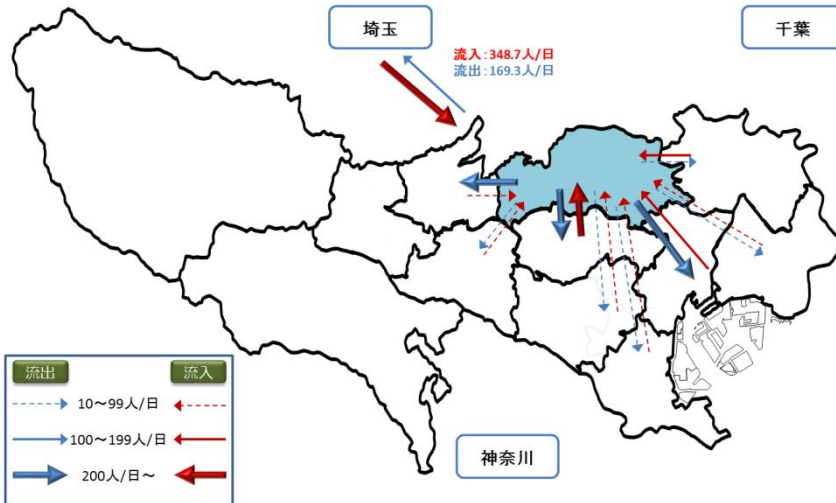 埼玉
千葉
流入:348.7人/日
流出:169.3人/日
流出
流入
10～99人/日
100～199人/日
200人/日～
神奈川